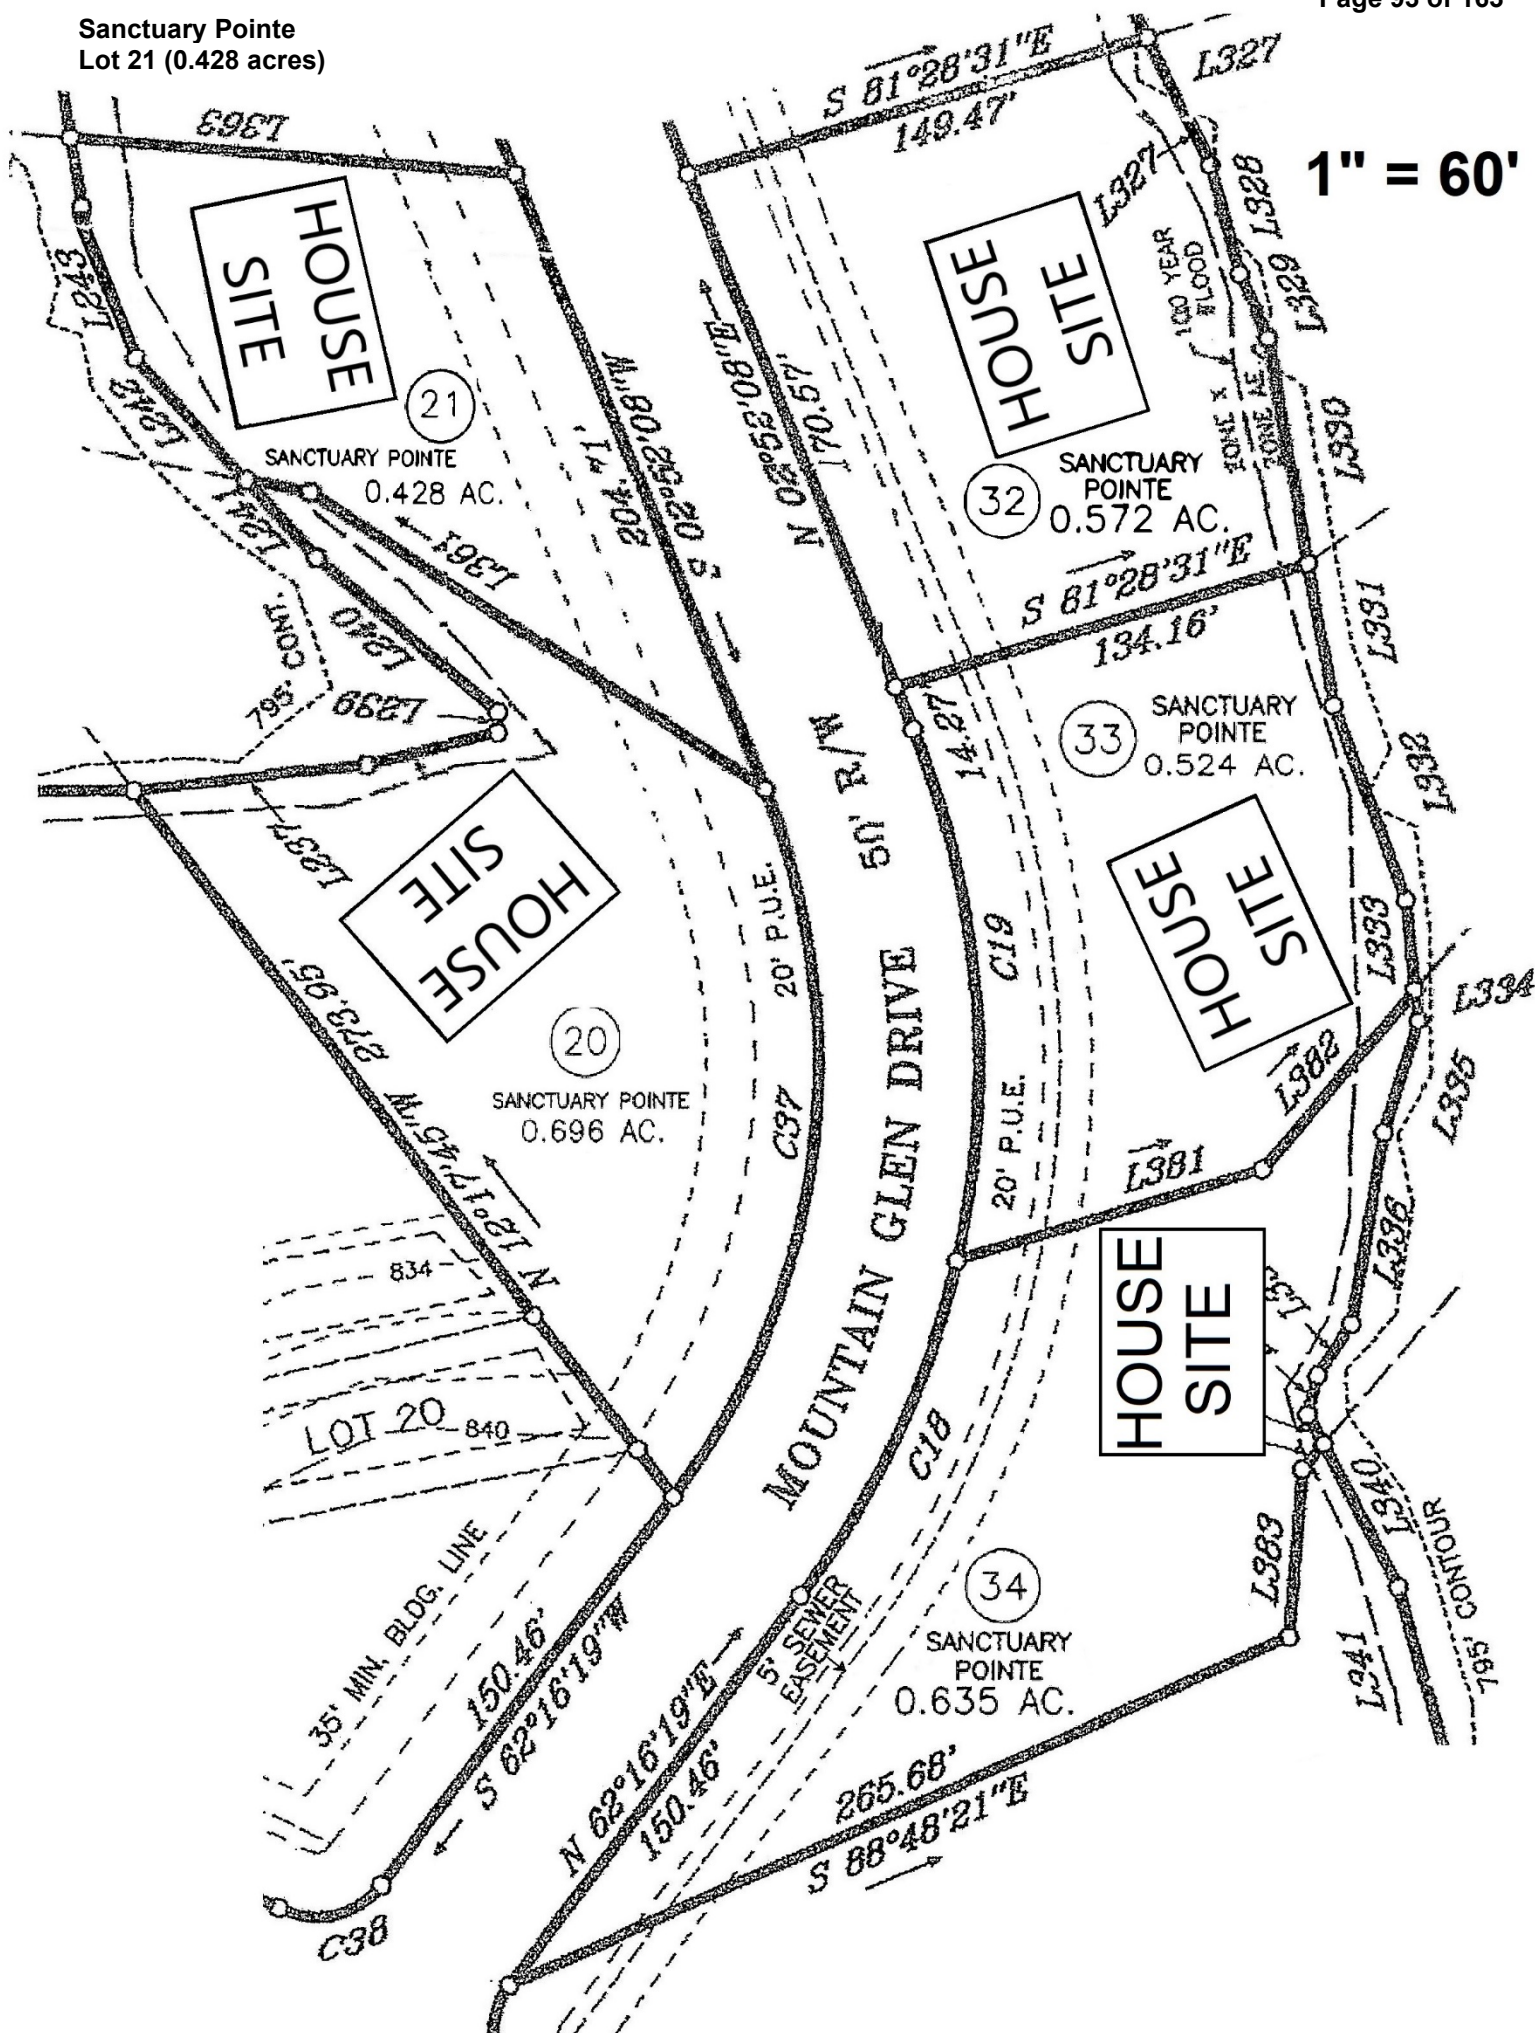 Sanctuary Pointe
Lot 21 (0.428 acres)
1" = 60'
L363
S 81°28'31"E
149.47'
L327
L327
L328
L329
100 YEAR
FLOOD
ZONE X
ZONE AE
L330
HOUSE
SITE
21
SANCTUARY POINTE
0.428 AC.
L243
L242
L241
L240
L239
L237
L361
795' CONT.
204.71'
S 02°52'08"W
N 02°52'08"E
170.57'
HOUSE
SITE
32
SANCTUARY
POINTE
0.572 AC.
S 81°28'31"E
134.16'
L331
L332
14.27'
33
SANCTUARY
POINTE
0.524 AC.
HOUSE
SITE
L333
L334
L335
L336
L382
L381
50' R/W
C19
20' P.U.E.
20' P.U.E.
C37
HOUSE
SITE
20
SANCTUARY POINTE
0.696 AC.
273.95'
N 12°17'45"W
MOUNTAIN GLEN DRIVE
834
LOT 20
840
35' MIN. BLDG. LINE
150.46'
S 62°16'19"W
C38
N 62°16'19"E
150.46'
C18
5' SEWER
EASEMENT
HOUSE
SITE
34
SANCTUARY
POINTE
0.635 AC.
L383
L340
L341
795' CONTOUR
265.68'
S 88°48'21"E